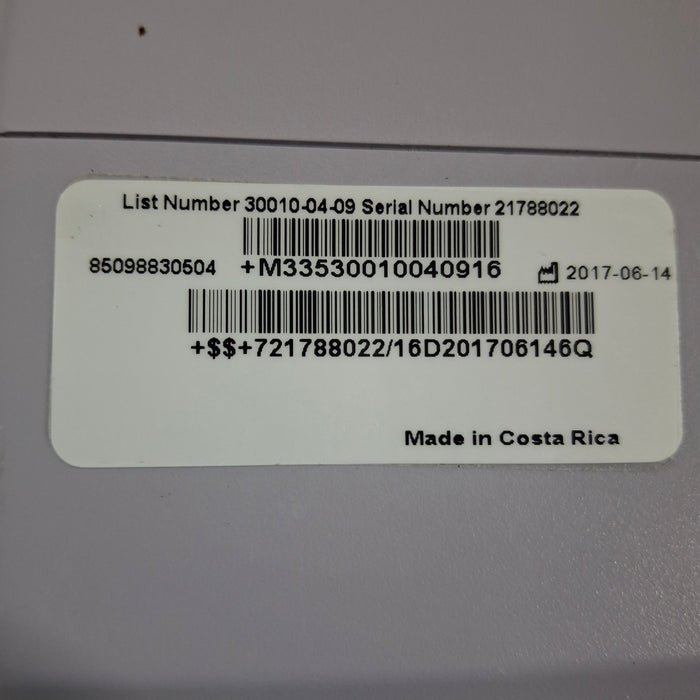 List Number 30010-04-09 Serial Number 21788022
85098830504 +M33530010040916 2017-06-14
+$$+721788022/16D201706146Q
Made in Costa Rica